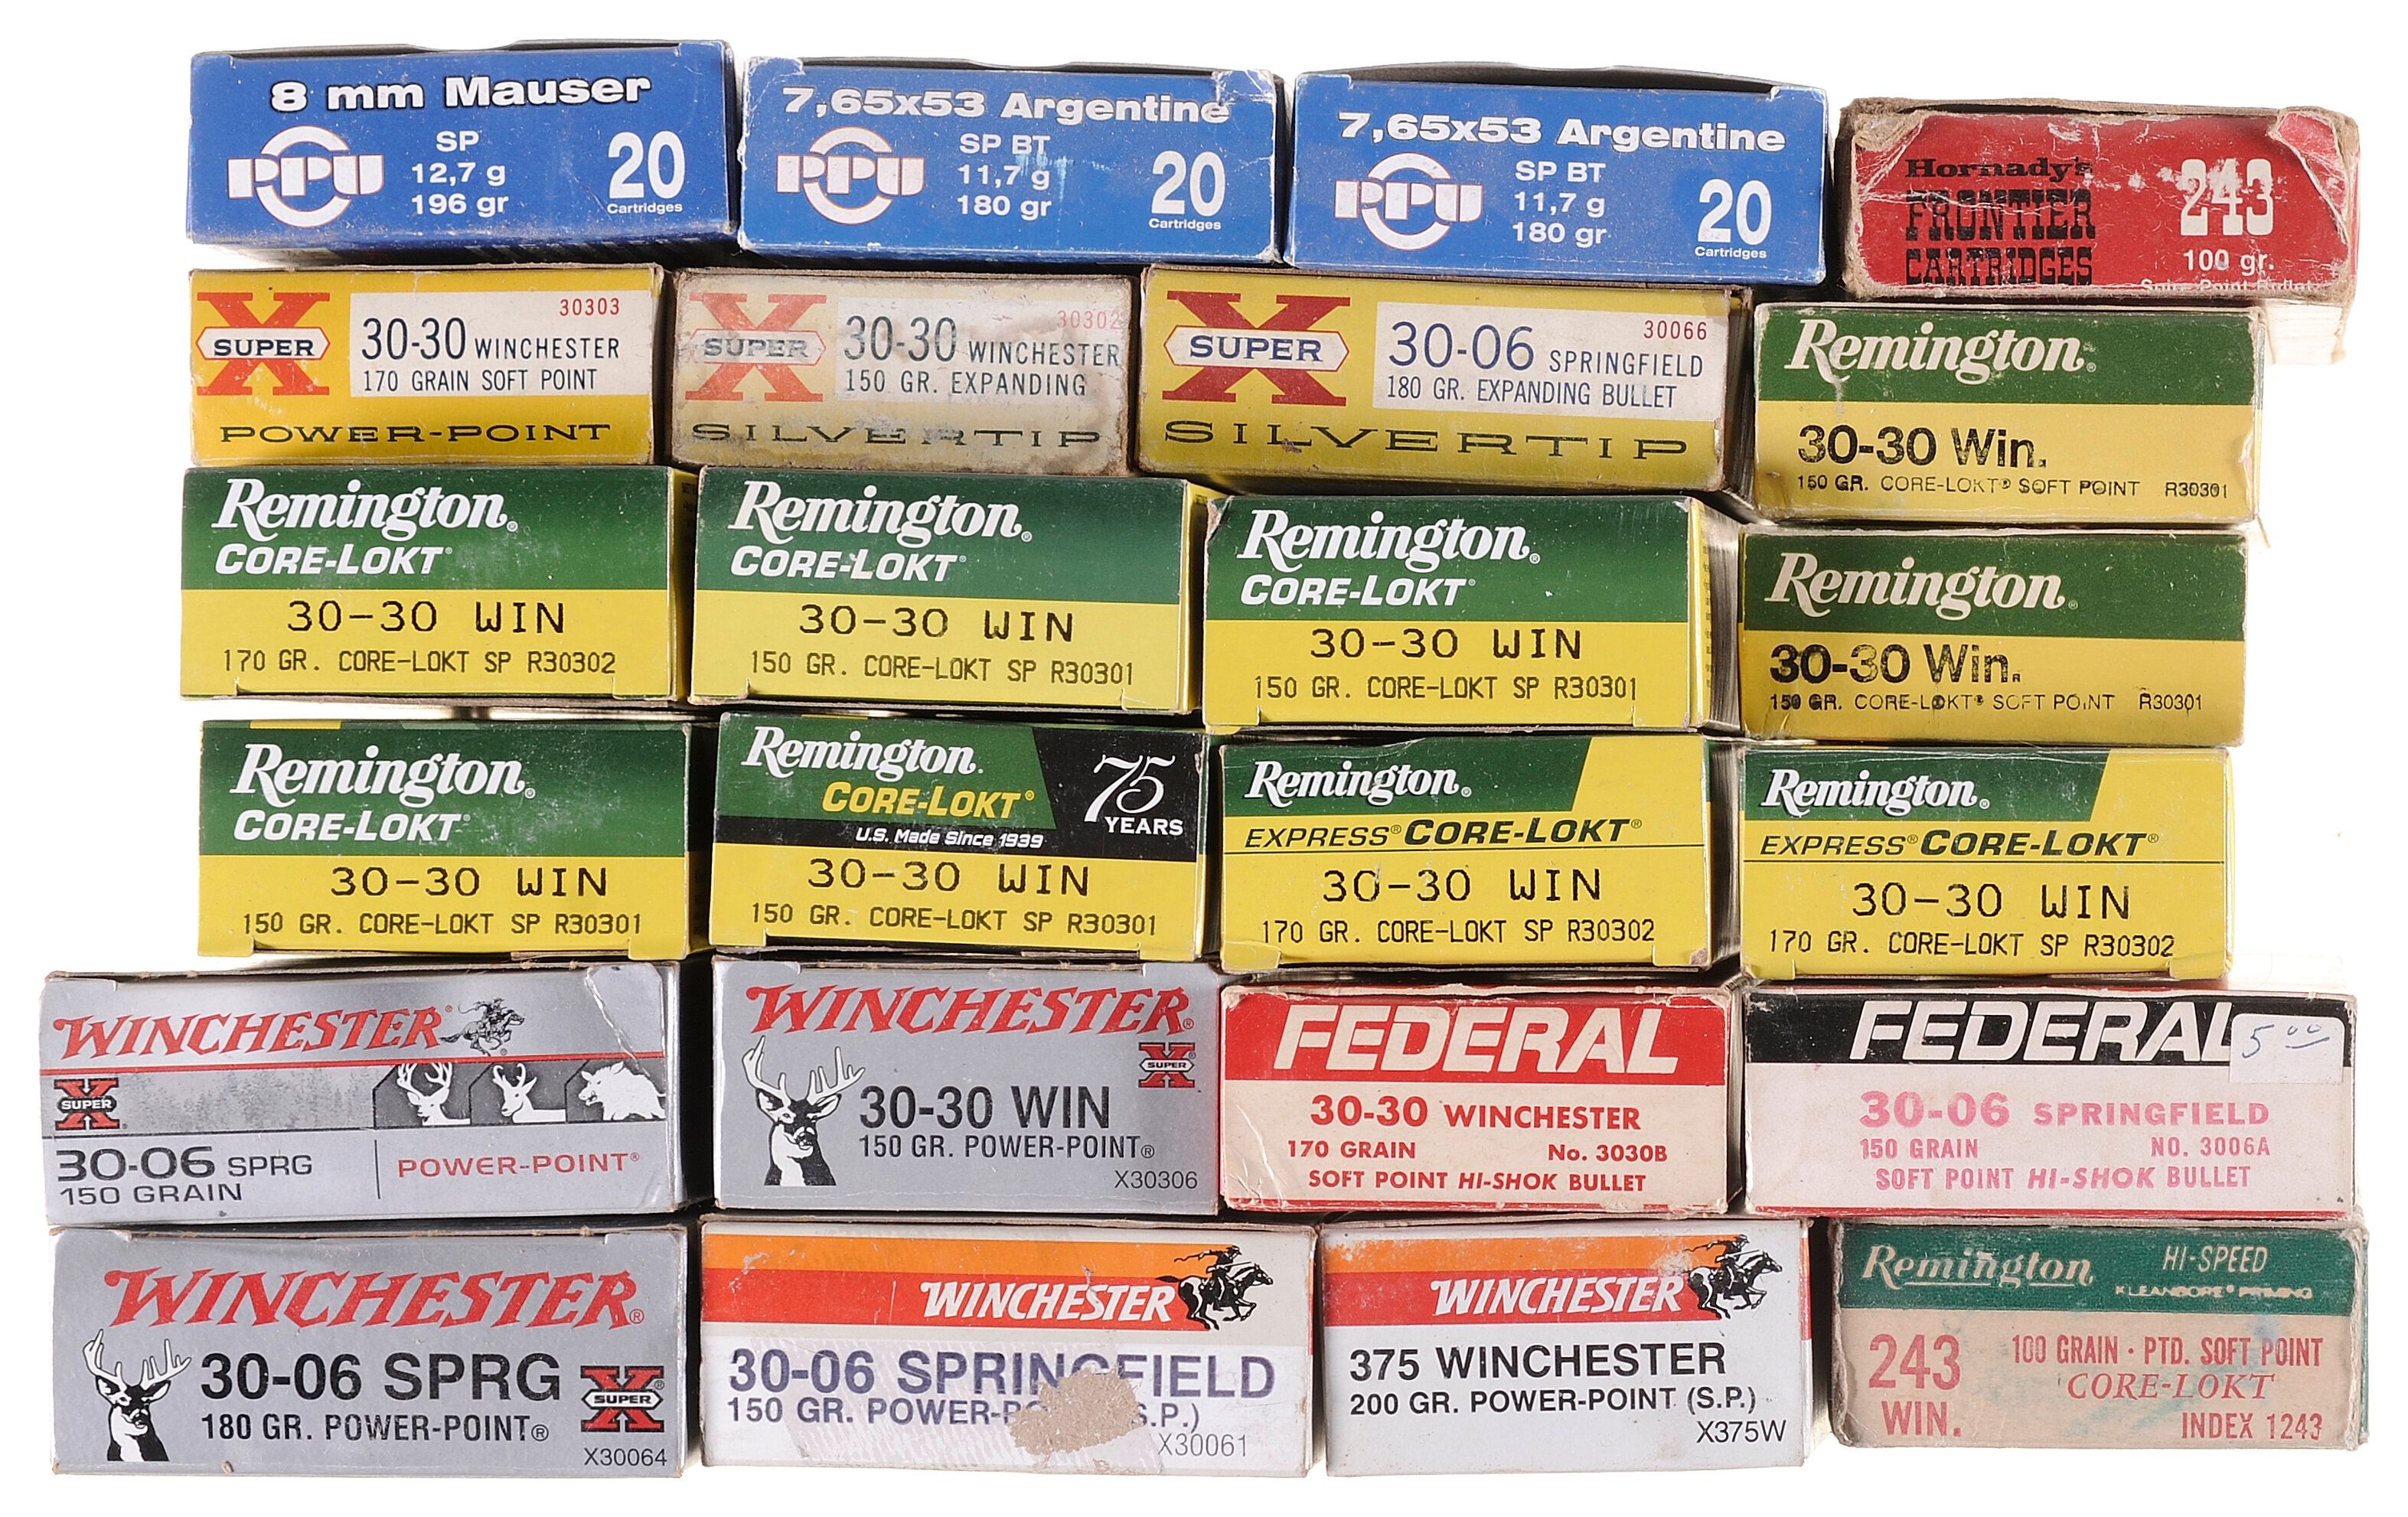 8 mm Mauser
PPU
SP
12,7 g
196 gr
20
Cartridges
7,65x53 Argentine
PPU
SP BT
11,7 g
180 gr
20
Cartridges
7,65x53 Argentine
PPU
SP BT
11,7 g
180 gr
20
Cartridges
Hornady's
FRONTIER
CARTRIDGES
243
100 gr.
Spire Point Bullet
X
SUPER
30303
30-30 WINCHESTER
170 GRAIN SOFT POINT
POWER-POINT
X
SUPER
30302
30-30 WINCHESTER
150 GR. EXPANDING
SILVERTIP
X
SUPER
30066
30-06 SPRINGFIELD
180 GR. EXPANDING BULLET
SILVERTIP
Remington®
30-30 Win.
150 GR. CORE-LOKT® SOFT POINT R30301
Remington®
CORE-LOKT®
30-30 WIN
170 GR. CORE-LOKT SP R30302
Remington®
CORE-LOKT®
30-30 WIN
150 GR. CORE-LOKT SP R30301
Remington®
CORE-LOKT®
30-30 WIN
150 GR. CORE-LOKT SP R30301
Remington®
30-30 Win.
150 GR. CORE-LOKT® SOFT POINT R30301
Remington®
CORE-LOKT®
30-30 WIN
150 GR. CORE-LOKT SP R30301
Remington®
CORE-LOKT®
U.S. Made Since 1939
75
YEARS
30-30 WIN
150 GR. CORE-LOKT SP R30301
Remington®
EXPRESS® CORE-LOKT®
30-30 WIN
170 GR. CORE-LOKT SP R30302
Remington®
EXPRESS® CORE-LOKT®
30-30 WIN
170 GR. CORE-LOKT SP R30302
WINCHESTER®
X
SUPER
30-06 SPRG
150 GRAIN
POWER-POINT®
WINCHESTER®
X
SUPER
30-30 WIN
150 GR. POWER-POINT®
X30306
FEDERAL
30-30 WINCHESTER
170 GRAIN No. 3030B
SOFT POINT HI-SHOK BULLET
FEDERAL
5 00
30-06 SPRINGFIELD
150 GRAIN NO. 3006A
SOFT POINT HI-SHOK BULLET
WINCHESTER®
30-06 SPRG
180 GR. POWER-POINT®
X
SUPER
X30064
WINCHESTER
30-06 SPRINGFIELD
150 GR. S.P.)
X30061
WINCHESTER
375 WINCHESTER
200 GR. POWER-POINT (S.P.)
X375W
Remington
HI-SPEED
KLEANBORE® PRIMING
243
WIN.
100 GRAIN · PTD. SOFT POINT
CORE-LOKT
INDEX 1243